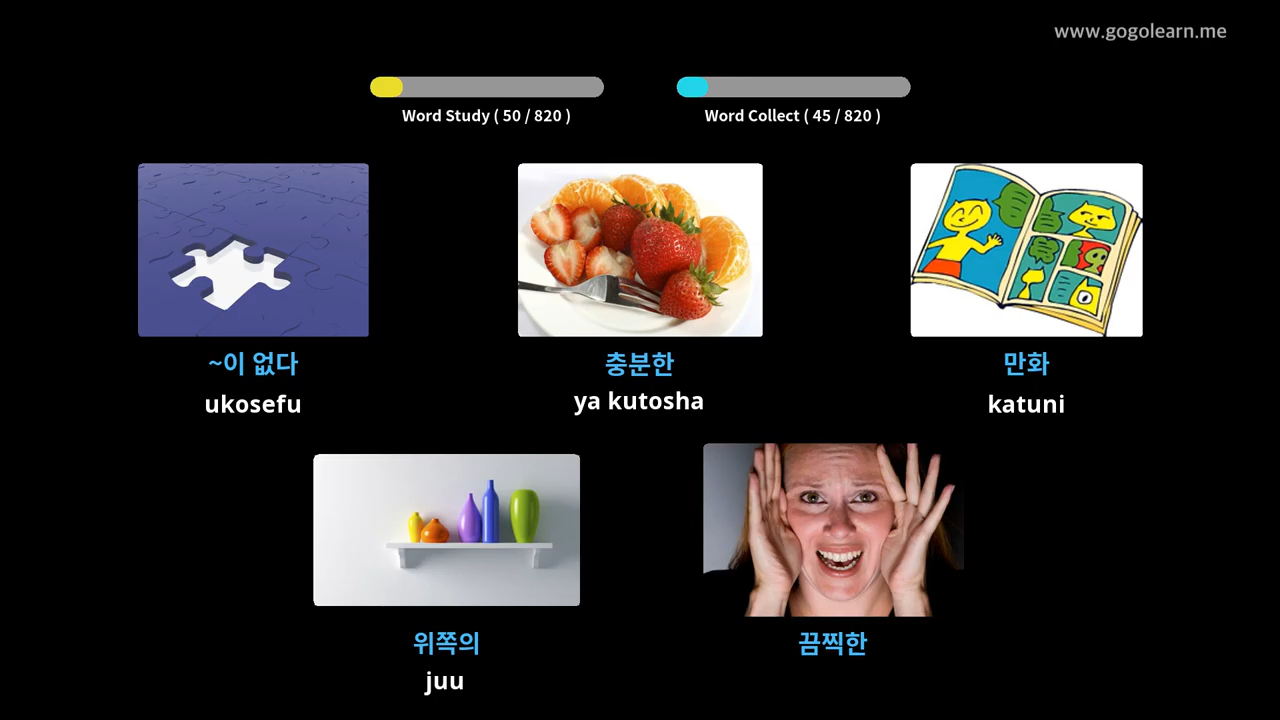 www.gogolearn.me
Word Study ( 50 / 820 )
Word Collect ( 45 / 820 )
~이 없다
ukosefu
충분한
ya kutosha
만화
katuni
위쪽의
juu
끔찍한